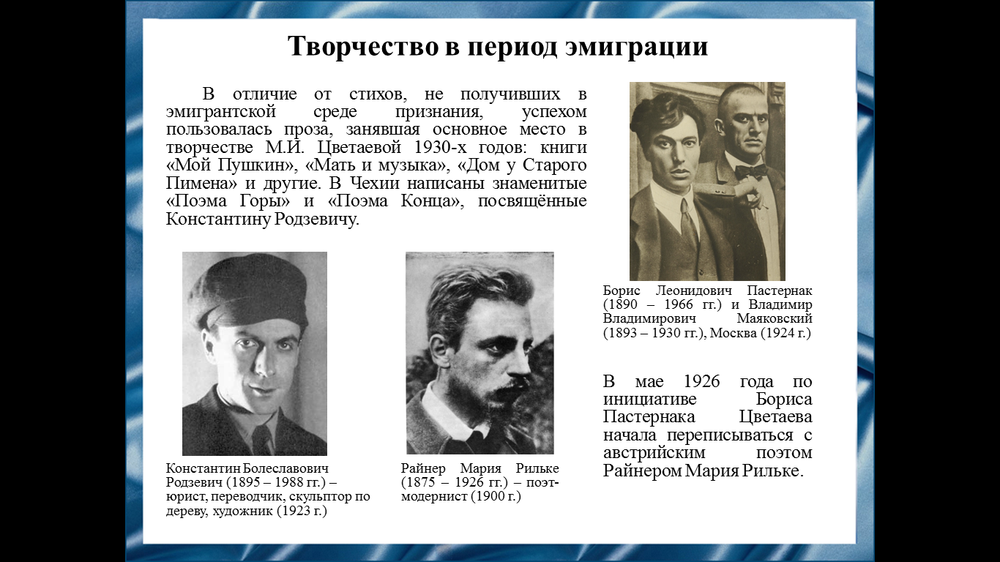 Творчество в период эмиграции
В отличие от стихов, не получивших в
эмигрантской среде признания, успехом
пользовалась проза, занявшая основное место в
творчестве М.И. Цветаевой 1930-х годов: книги
«Мой Пушкин», «Мать и музыка», «Дом у Старого
Пимена» и другие. В Чехии написаны знаменитые
«Поэма Горы» и «Поэма Конца», посвящённые
Константину Родзевичу.
Борис Леонидович Пастернак
(1890 – 1966 гг.) и Владимир
Владимирович Маяковский
(1893 – 1930 гг.), Москва (1924 г.)
В мае 1926 года по
инициативе Бориса
Пастернака Цветаева
начала переписываться с
австрийским поэтом
Райнером Мария Рильке.
Константин Болеславович
Родзевич (1895 – 1988 гг.) –
юрист, переводчик, скульптор по
дереву, художник (1923 г.)
Райнер Мария Рильке
(1875 – 1926 гг.) – поэт-
модернист (1900 г.)